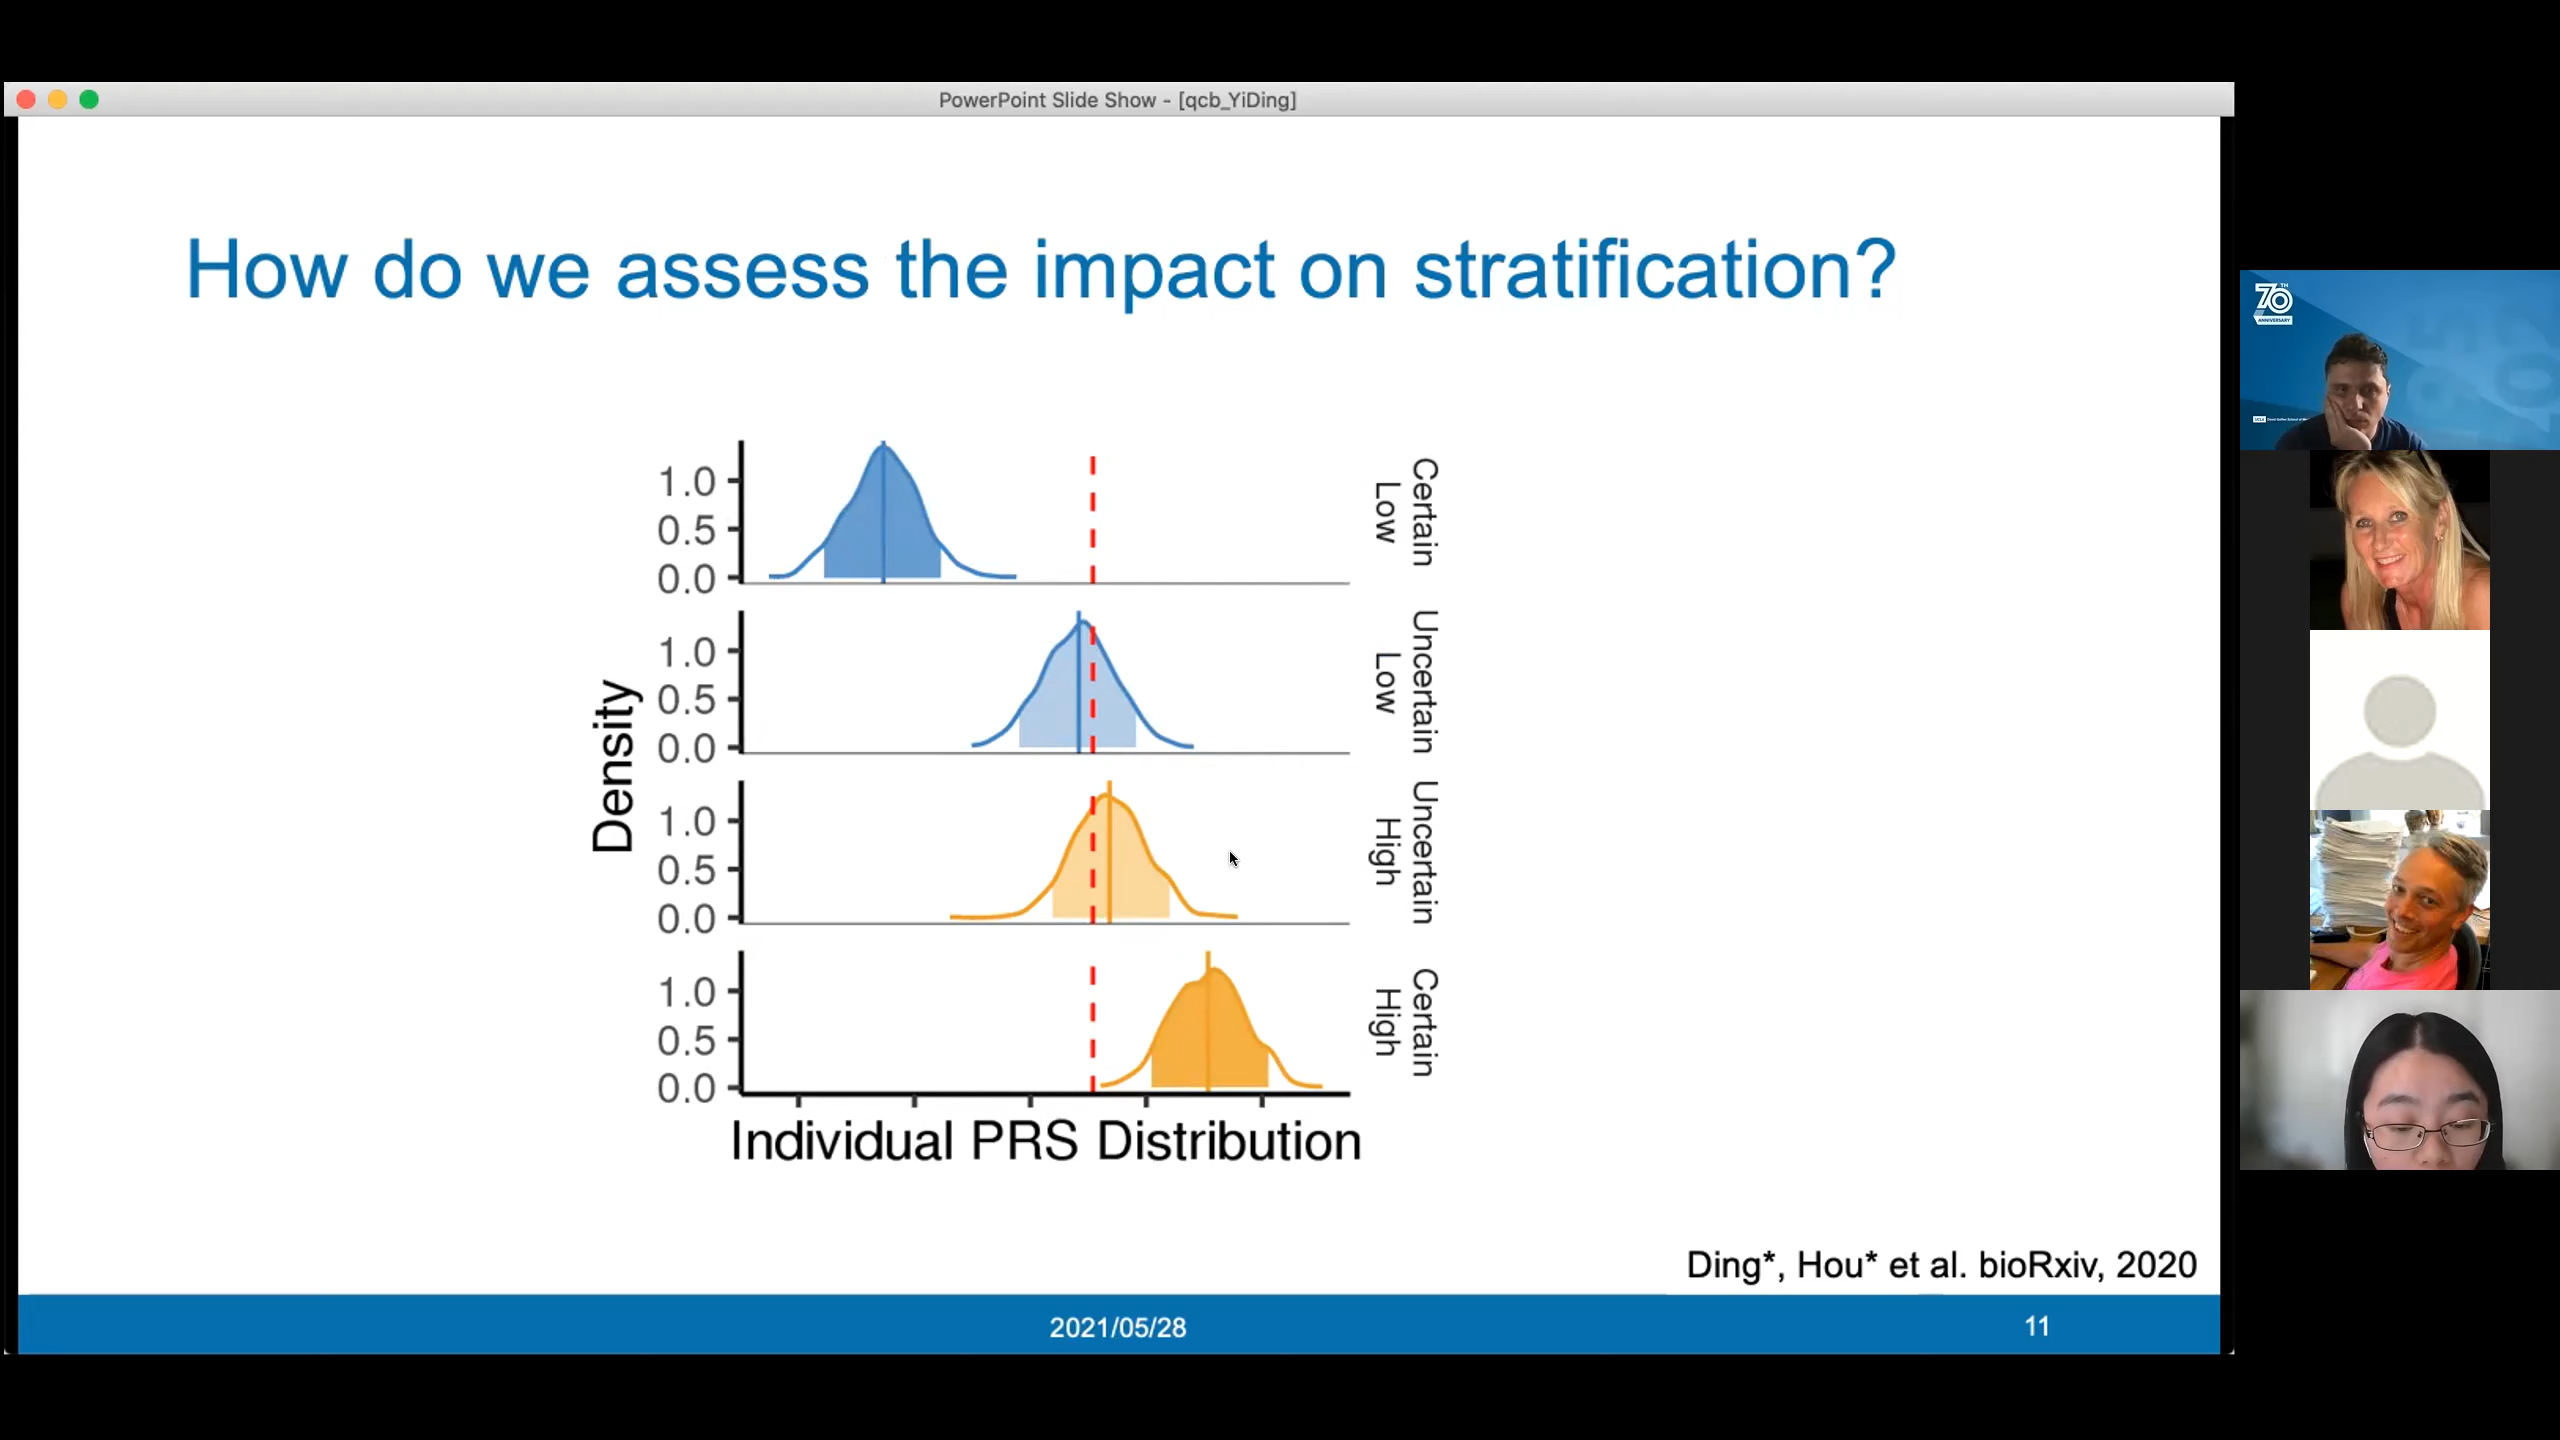 PowerPoint Slide Show - [qcb_YiDing]
How do we assess the impact on stratification?
1.0
0.5
0.0
Certain
Low
1.0
0.5
0.0
Uncertain
Low
Density
1.0
0.5
0.0
Uncertain
High
1.0
0.5
0.0
Certain
High
Individual PRS Distribution
Ding*, Hou* et al. bioRxiv, 2020
2021/05/28
11
70TH
ANNIVERSARY
UCLA